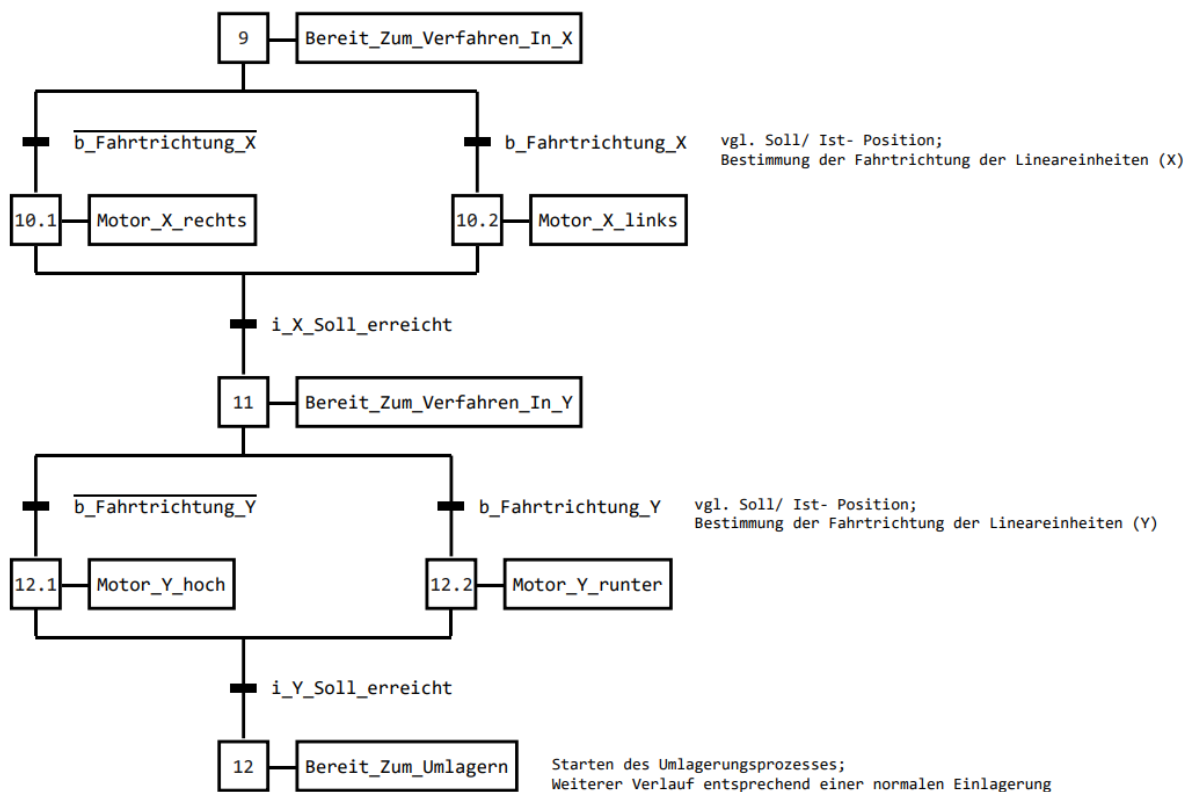 9 Bereit_Zum_Verfahren_In_X
b_Fahrtrichtung_X b_Fahrtrichtung_X vgl. Soll/ Ist- Position;
Bestimmung der Fahrtrichtung der Lineareinheiten (X)
10.1 Motor_X_rechts 10.2 Motor_X_links
i_X_Soll_erreicht
11 Bereit_Zum_Verfahren_In_Y
b_Fahrtrichtung_Y b_Fahrtrichtung_Y vgl. Soll/ Ist- Position;
Bestimmung der Fahrtrichtung der Lineareinheiten (Y)
12.1 Motor_Y_hoch 12.2 Motor_Y_runter
i_Y_Soll_erreicht
12 Bereit_Zum_Umlagern Starten des Umlagerungsprozesses;
Weiterer Verlauf entsprechend einer normalen Einlagerung